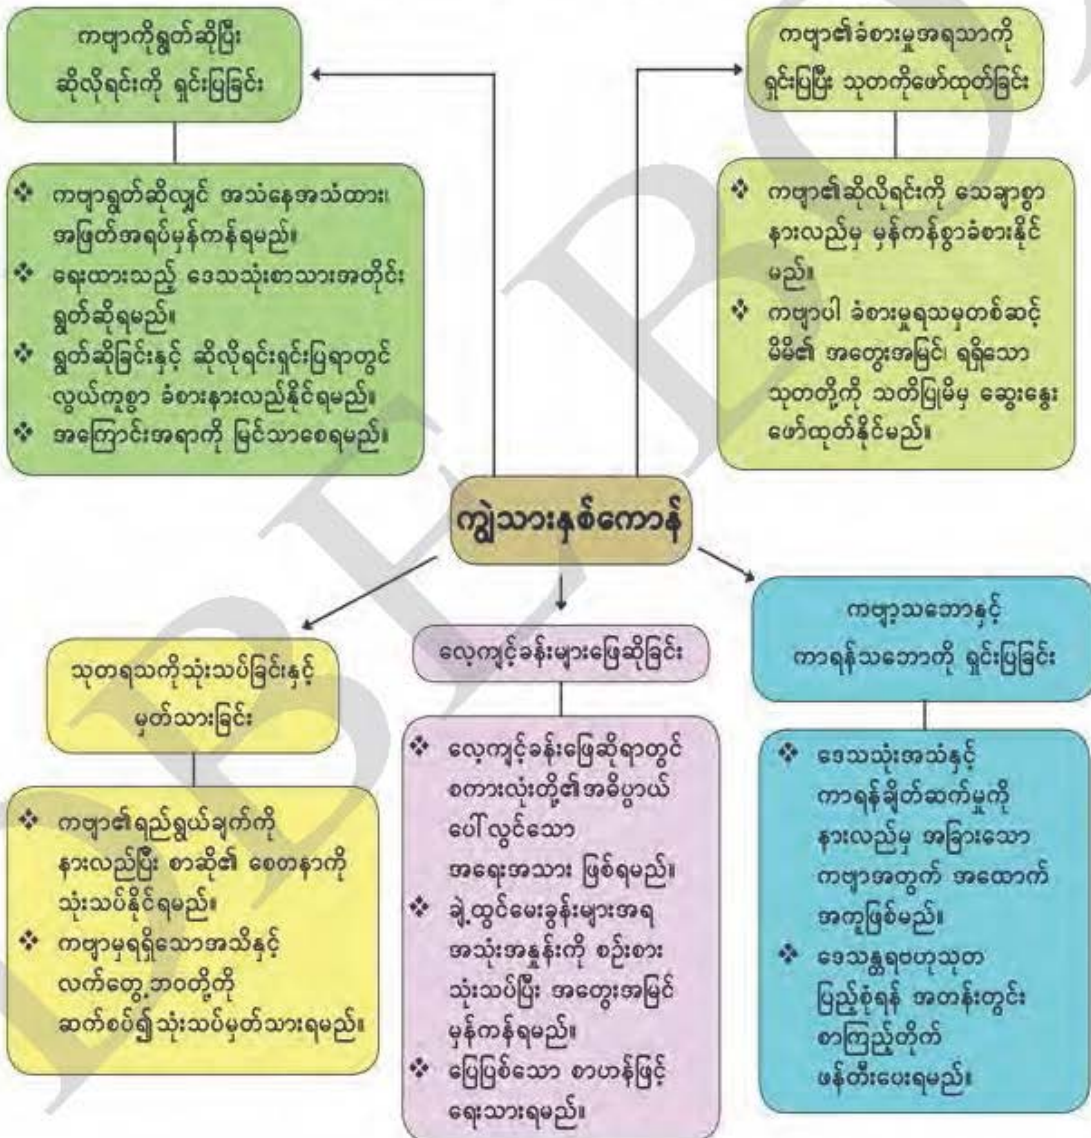 ကဗျာကိုရွတ်ဆိုပြီး
ဆိုလိုရင်းကို ရှင်းပြခြင်း
❖ ကဗျာရွတ်ဆိုလျှင် အသံနေအသံထား၊
အဖြတ်အရပ်မှန်ကန်ရမည်။
❖ ရေးထားသည့် ဒေသသုံးစာသားအတိုင်း
ရွတ်ဆိုရမည်။
❖ ရွတ်ဆိုခြင်းနှင့် ဆိုလိုရင်းရှင်းပြရာတွင်
လွယ်ကူစွာ ခံစားနားလည်နိုင်ရမည်။
❖ အကြောင်းအရာကို မြင်သာစေရမည်။
ကဗျာ၏ခံစားမှုအရသာကို
ရှင်းပြပြီး သုတကိုဖော်ထုတ်ခြင်း
❖ ကဗျာ၏ဆိုလိုရင်းကို သေချာစွာ
နားလည်မှ မှန်ကန်စွာခံစားနိုင်
မည်။
❖ ကဗျာပါ ခံစားမှုရသမှတစ်ဆင့်
မိမိ၏ အတွေးအမြင်၊ ရရှိသော
သုတတို့ကို သတိပြုမိမှ ဆွေးနွေး
ဖော်ထုတ်နိုင်မည်။
ကျွဲသားနှစ်ကောန်
သုတရသကိုသုံးသပ်ခြင်းနှင့်
မှတ်သားခြင်း
❖ ကဗျာ၏ရည်ရွယ်ချက်ကို
နားလည်ပြီး စာဆို၏ စေတနာကို
သုံးသပ်နိုင်ရမည်။
❖ ကဗျာမှရရှိသောအသိနှင့်
လက်တွေ့ဘဝတို့ကို
ဆက်စပ်၍သုံးသပ်မှတ်သားရမည်။
လေ့ကျင့်ခန်းများဖြေဆိုခြင်း
❖ လေ့ကျင့်ခန်းဖြေဆိုရာတွင်
စကားလုံးတို့၏အဓိပ္ပာယ်
ပေါ်လွင်သော
အရေးအသား ဖြစ်ရမည်။
❖ ချဲ့ထွင်မေးခွန်းများအရ
အသုံးအနှုန်းကို စဉ်းစား
သုံးသပ်ပြီး အတွေးအမြင်
မှန်ကန်ရမည်။
❖ ပြေပြစ်သော စာဟန်ဖြင့်
ရေးသားရမည်။
ကဗျာ့သဘောနှင့်
ကာရန်သဘောကို ရှင်းပြခြင်း
❖ ဒေသသုံးအသံနှင့်
ကာရန်ချိတ်ဆက်မှုကို
နားလည်မှ အခြားသော
ကဗျာအတွက် အထောက်
အကူဖြစ်မည်။
❖ ဒေသန္တရဗဟုသုတ
ပြည့်စုံရန် အတန်းတွင်း
စာကြည့်တိုက်
ဖန်တီးပေးရမည်။